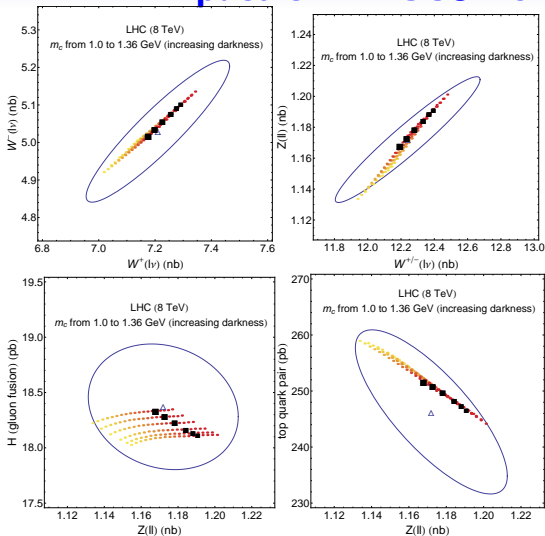 LHC (8 TeV)
m_c from 1.0 to 1.36 GeV (increasing darkness)
5.3
5.2
5.1
5.0
4.9
4.8
W⁻(lν) (nb)
6.8 7.0 7.2 7.4 7.6
W⁺(lν) (nb)
LHC (8 TeV)
m_c from 1.0 to 1.36 GeV (increasing darkness)
1.20
1.18
1.16
1.14
1.12
Z(ll) (nb)
11.8 12.0 12.2 12.4 12.6 12.8 13.0
W⁺/⁻(lν) (nb)
LHC (8 TeV)
m_c from 1.0 to 1.36 GeV (increasing darkness)
19.5
19.0
18.5
18.0
17.5
H (gluon fusion) (pb)
1.12 1.14 1.16 1.18 1.20 1.22
Z(ll) (nb)
LHC (8 TeV)
m_c from 1.0 to 1.36 GeV (increasing darkness)
270
260
250
240
230
top quark pair (pb)
1.12 1.14 1.16 1.18 1.20 1.22
Z(ll) (nb)